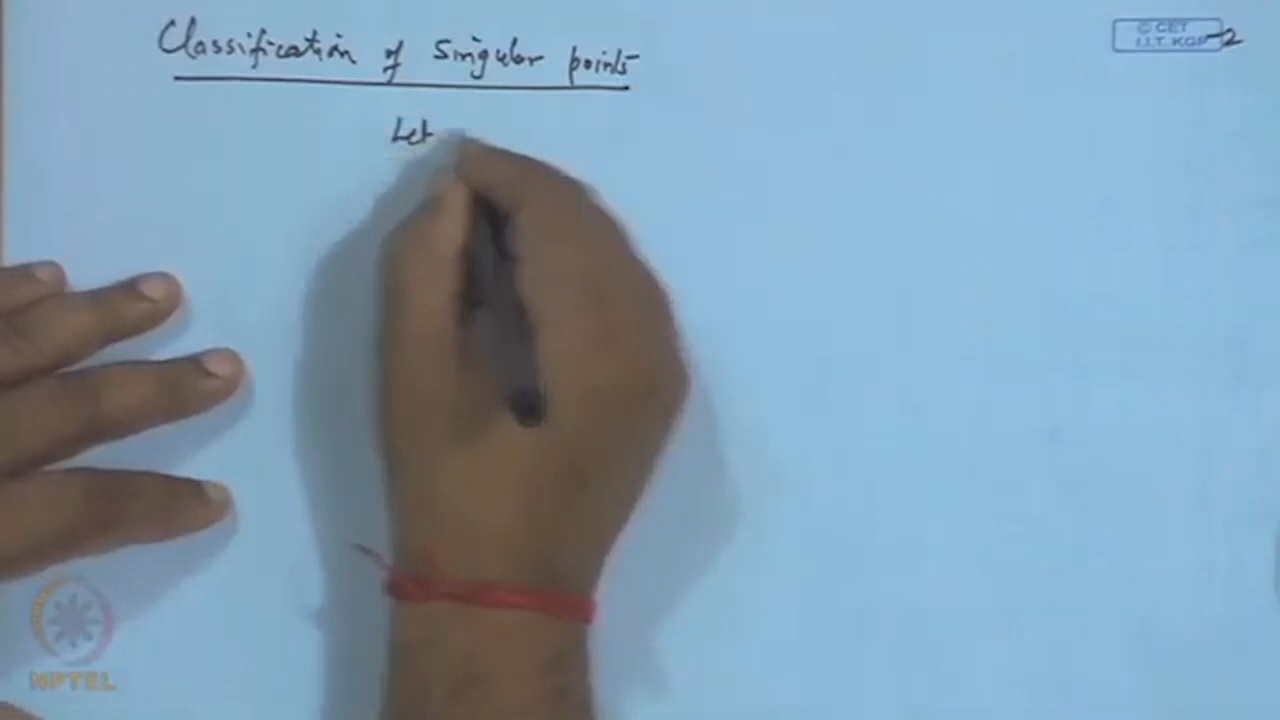 Classification of Singular points
© CET
I.I.T. KGP
-2
Let
NPTEL